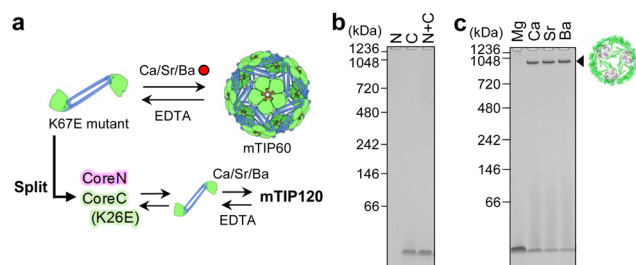 a
Ca/Sr/Ba
EDTA
K67E mutant
mTIP60
Split
CoreN
CoreC
(K26E)
Ca/Sr/Ba
EDTA
mTIP120
b
(kDa)
N
C
N+C
1236
1048
720
480
242
146
66
c
(kDa)
Mg
Ca
Sr
Ba
1236
1048
720
480
242
146
66